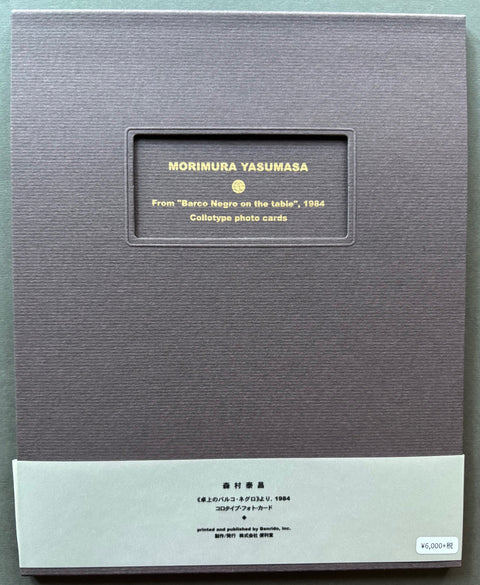 MORIMURA YASUMASA
From "Barco Negro on the table", 1984
Collotype photo cards
森村泰昌
《卓上のバルコ・ネグロ》より, 1984
コロタイプ・フォト・カード
printed and published by Benrido, Inc.
制作/発行 株式会社 便利堂
¥6,000+税